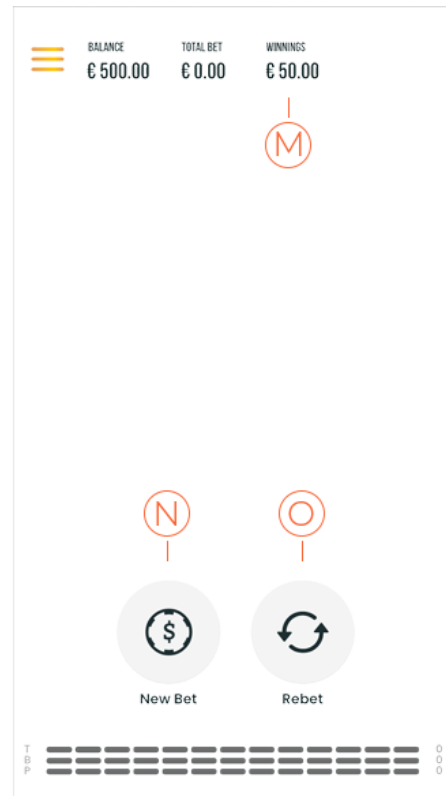 BALANCE TOTAL BET WINNINGS
€ 500.00 € 0.00 € 50.00
M
N O
$
New Bet Rebet
T 0
B 0
P 0